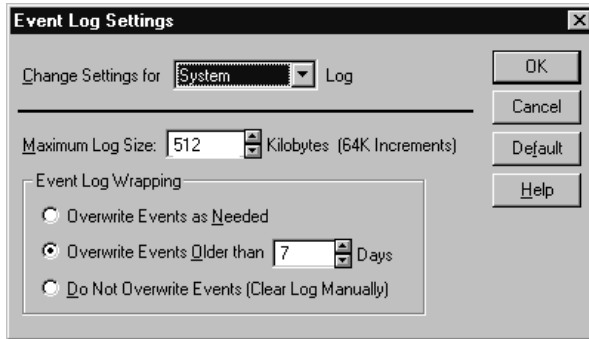 Event Log Settings
Change Settings for System Log
OK
Cancel
Maximum Log Size: 512 Kilobytes (64K Increments)
Default
Help
Event Log Wrapping
Overwrite Events as Needed
Overwrite Events Older than 7 Days
Do Not Overwrite Events (Clear Log Manually)